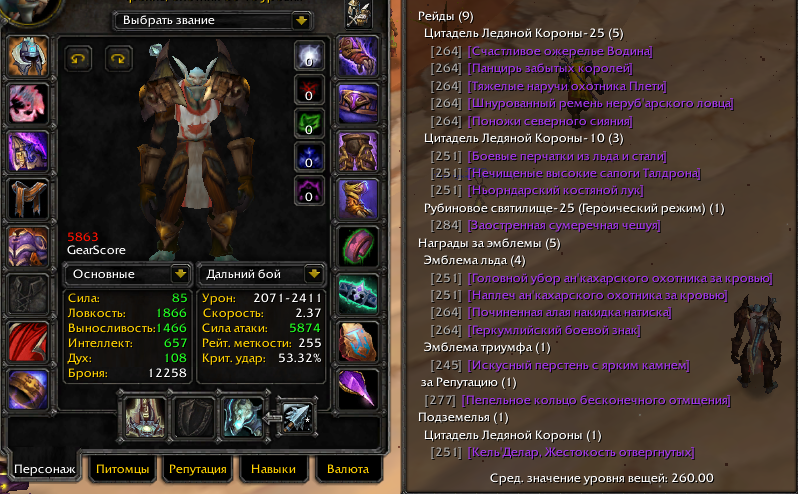 Выбрать звание
0
0
0
0
0
5863
GearScore
Основные
Дальний бой
Сила: 85
Ловкость: 1866
Выносливость:1466
Интеллект: 657
Дух: 108
Броня: 12258
Урон: 2071-2411
Скорость: 2.37
Сила атаки: 5874
Рейт. меткости: 255
Крит. удар: 53.32%
Персонаж
Питомцы
Репутация
Навыки
Валюта
Рейды (9)
Цитадель Ледяной Короны-25 (5)
[264] [Счастливое ожерелье Водина]
[264] [Панцирь забытых королей]
[264] [Тяжелые наручи охотника Плети]
[264] [Шнурованный ремень неруб'арского ловца]
[264] [Поножи северного сияния]
Цитадель Ледяной Короны-10 (3)
[251] [Боевые перчатки из льда и стали]
[251] [Нечищеные высокие сапоги Талдрона]
[251] [Ньорндарский костяной лук]
Рубиновое святилище-25 (Героический режим) (1)
[284] [Заостренная сумеречная чешуя]
Награды за эмблемы (5)
Эмблема льда (4)
[251] [Головной убор ан'кахарского охотника за кровью]
[251] [Наплеч ан'кахарского охотника за кровью]
[264] [Починенная алая накидка натиска]
[264] [Геркумлийский боевой знак]
Эмблема триумфа (1)
[245] [Искусный перстень с ярким камнем]
за Репутацию (1)
[277] [Пепельное кольцо бесконечного отмщения]
Подземелья (1)
Цитадель Ледяной Короны (1)
[251] [Кель'Делар, Жестокость отвергнутых]
Сред. значение уровня вещей: 260.00